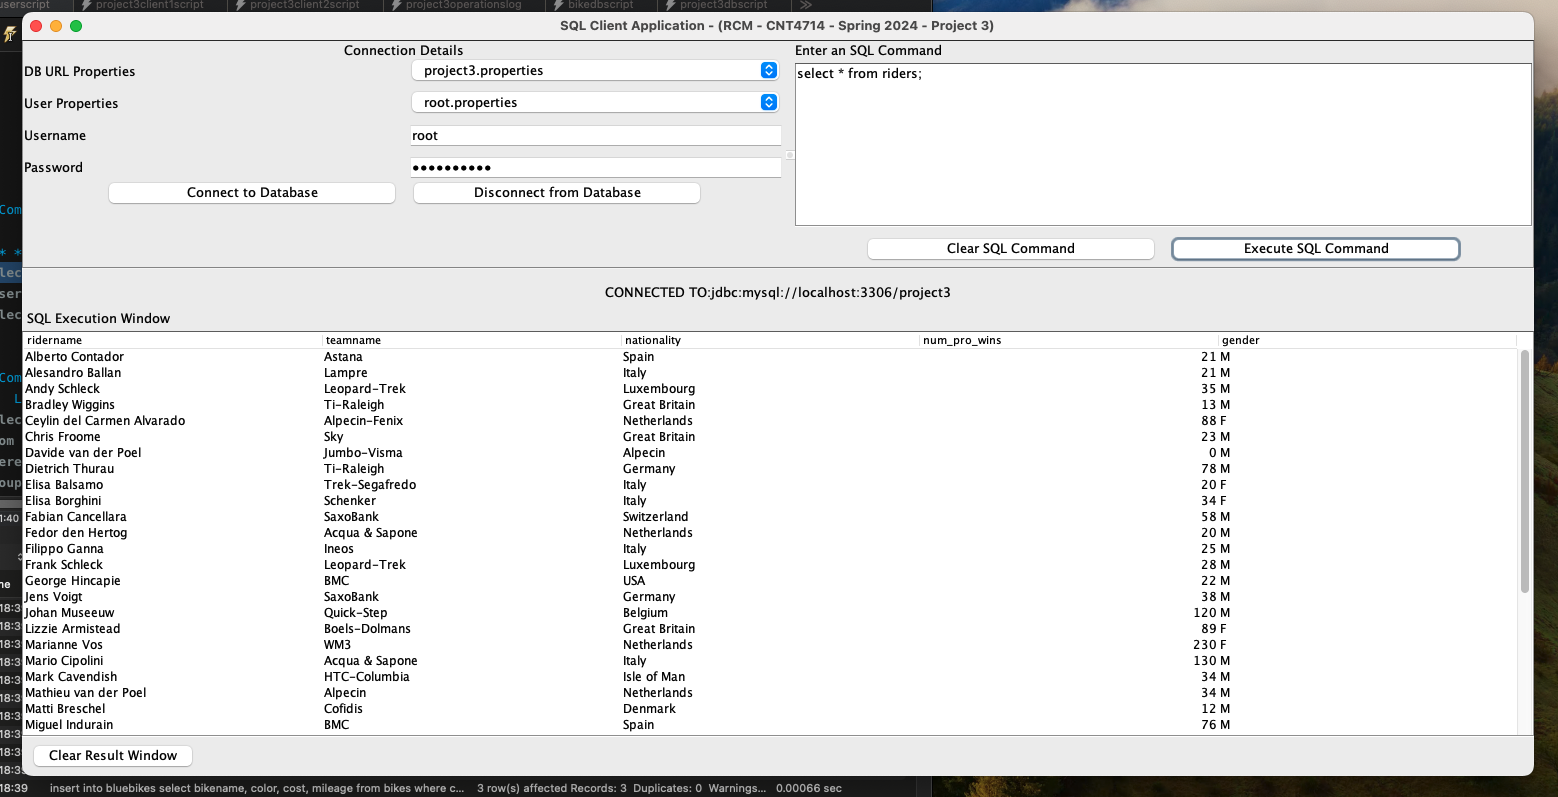 userscript project3client1script project3client2script project3operationslog bikedbscript project3dbscript
SQL Client Application - (RCM - CNT4714 - Spring 2024 - Project 3)
Connection Details
Enter an SQL Command
DB URL Properties project3.properties
select * from riders;
User Properties root.properties
Username root
Password ●●●●●●●●●●
Connect to Database Disconnect from Database
Clear SQL Command Execute SQL Command
CONNECTED TO:jdbc:mysql://localhost:3306/project3
SQL Execution Window
ridername teamname nationality num_pro_wins gender
Alberto Contador Astana Spain 21 M
Alesandro Ballan Lampre Italy 21 M
Andy Schleck Leopard-Trek Luxembourg 35 M
Bradley Wiggins Ti-Raleigh Great Britain 13 M
Ceylin del Carmen Alvarado Alpecin-Fenix Netherlands 88 F
Chris Froome Sky Great Britain 23 M
Davide van der Poel Jumbo-Visma Alpecin 0 M
Dietrich Thurau Ti-Raleigh Germany 78 M
Elisa Balsamo Trek-Segafredo Italy 20 F
Elisa Borghini Schenker Italy 34 F
Fabian Cancellara SaxoBank Switzerland 58 M
Fedor den Hertog Acqua & Sapone Netherlands 20 M
Filippo Ganna Ineos Italy 25 M
Frank Schleck Leopard-Trek Luxembourg 28 M
George Hincapie BMC USA 22 M
Jens Voigt SaxoBank Germany 38 M
Johan Museeuw Quick-Step Belgium 120 M
Lizzie Armistead Boels-Dolmans Great Britain 89 F
Marianne Vos WM3 Netherlands 230 F
Mario Cipolini Acqua & Sapone Italy 130 M
Mark Cavendish HTC-Columbia Isle of Man 34 M
Mathieu van der Poel Alpecin Netherlands 34 M
Matti Breschel Cofidis Denmark 12 M
Miguel Indurain BMC Spain 76 M
Clear Result Window
18:39 insert into bluebikes select bikename, color, cost, mileage from bikes where c... 3 row(s) affected Records: 3 Duplicates: 0 Warnings... 0.00066 sec